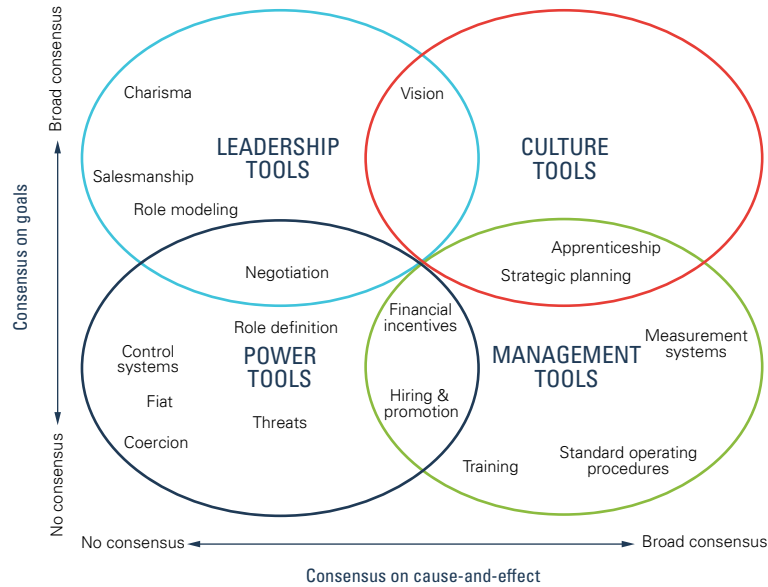 Broad consensus
Consensus on goals
No consensus
Charisma
Vision
LEADERSHIP
TOOLS
CULTURE
TOOLS
Salesmanship
Role modeling
Apprenticeship
Negotiation
Strategic planning
Financial
incentives
Role definition
Measurement
systems
Control
systems
POWER
TOOLS
MANAGEMENT
TOOLS
Fiat
Hiring &
promotion
Threats
Coercion
Training
Standard operating
procedures
No consensus
Broad consensus
Consensus on cause-and-effect